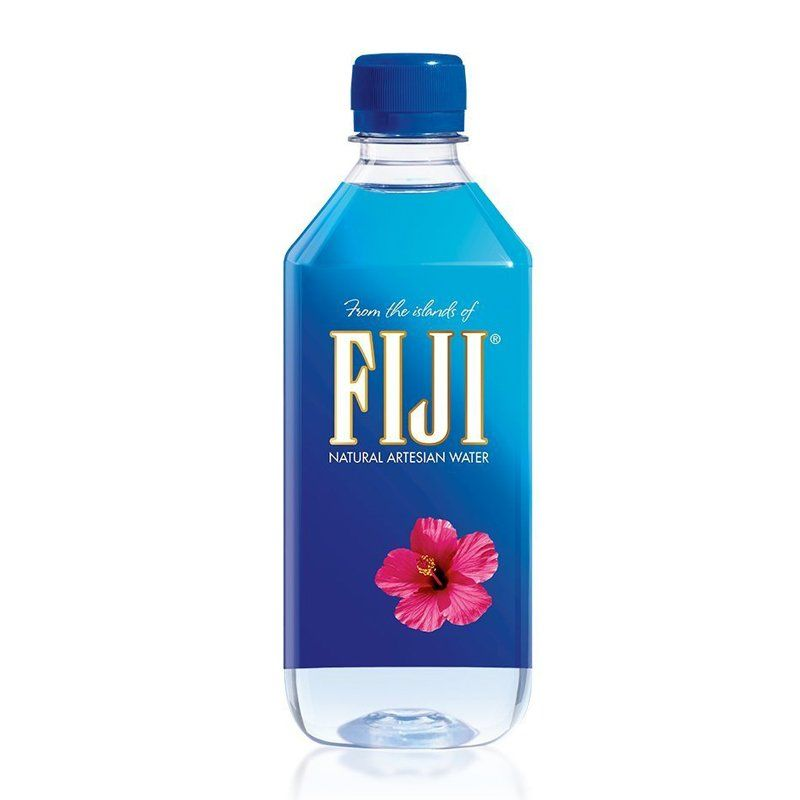 From the islands of
FIJI®
NATURAL ARTESIAN WATER